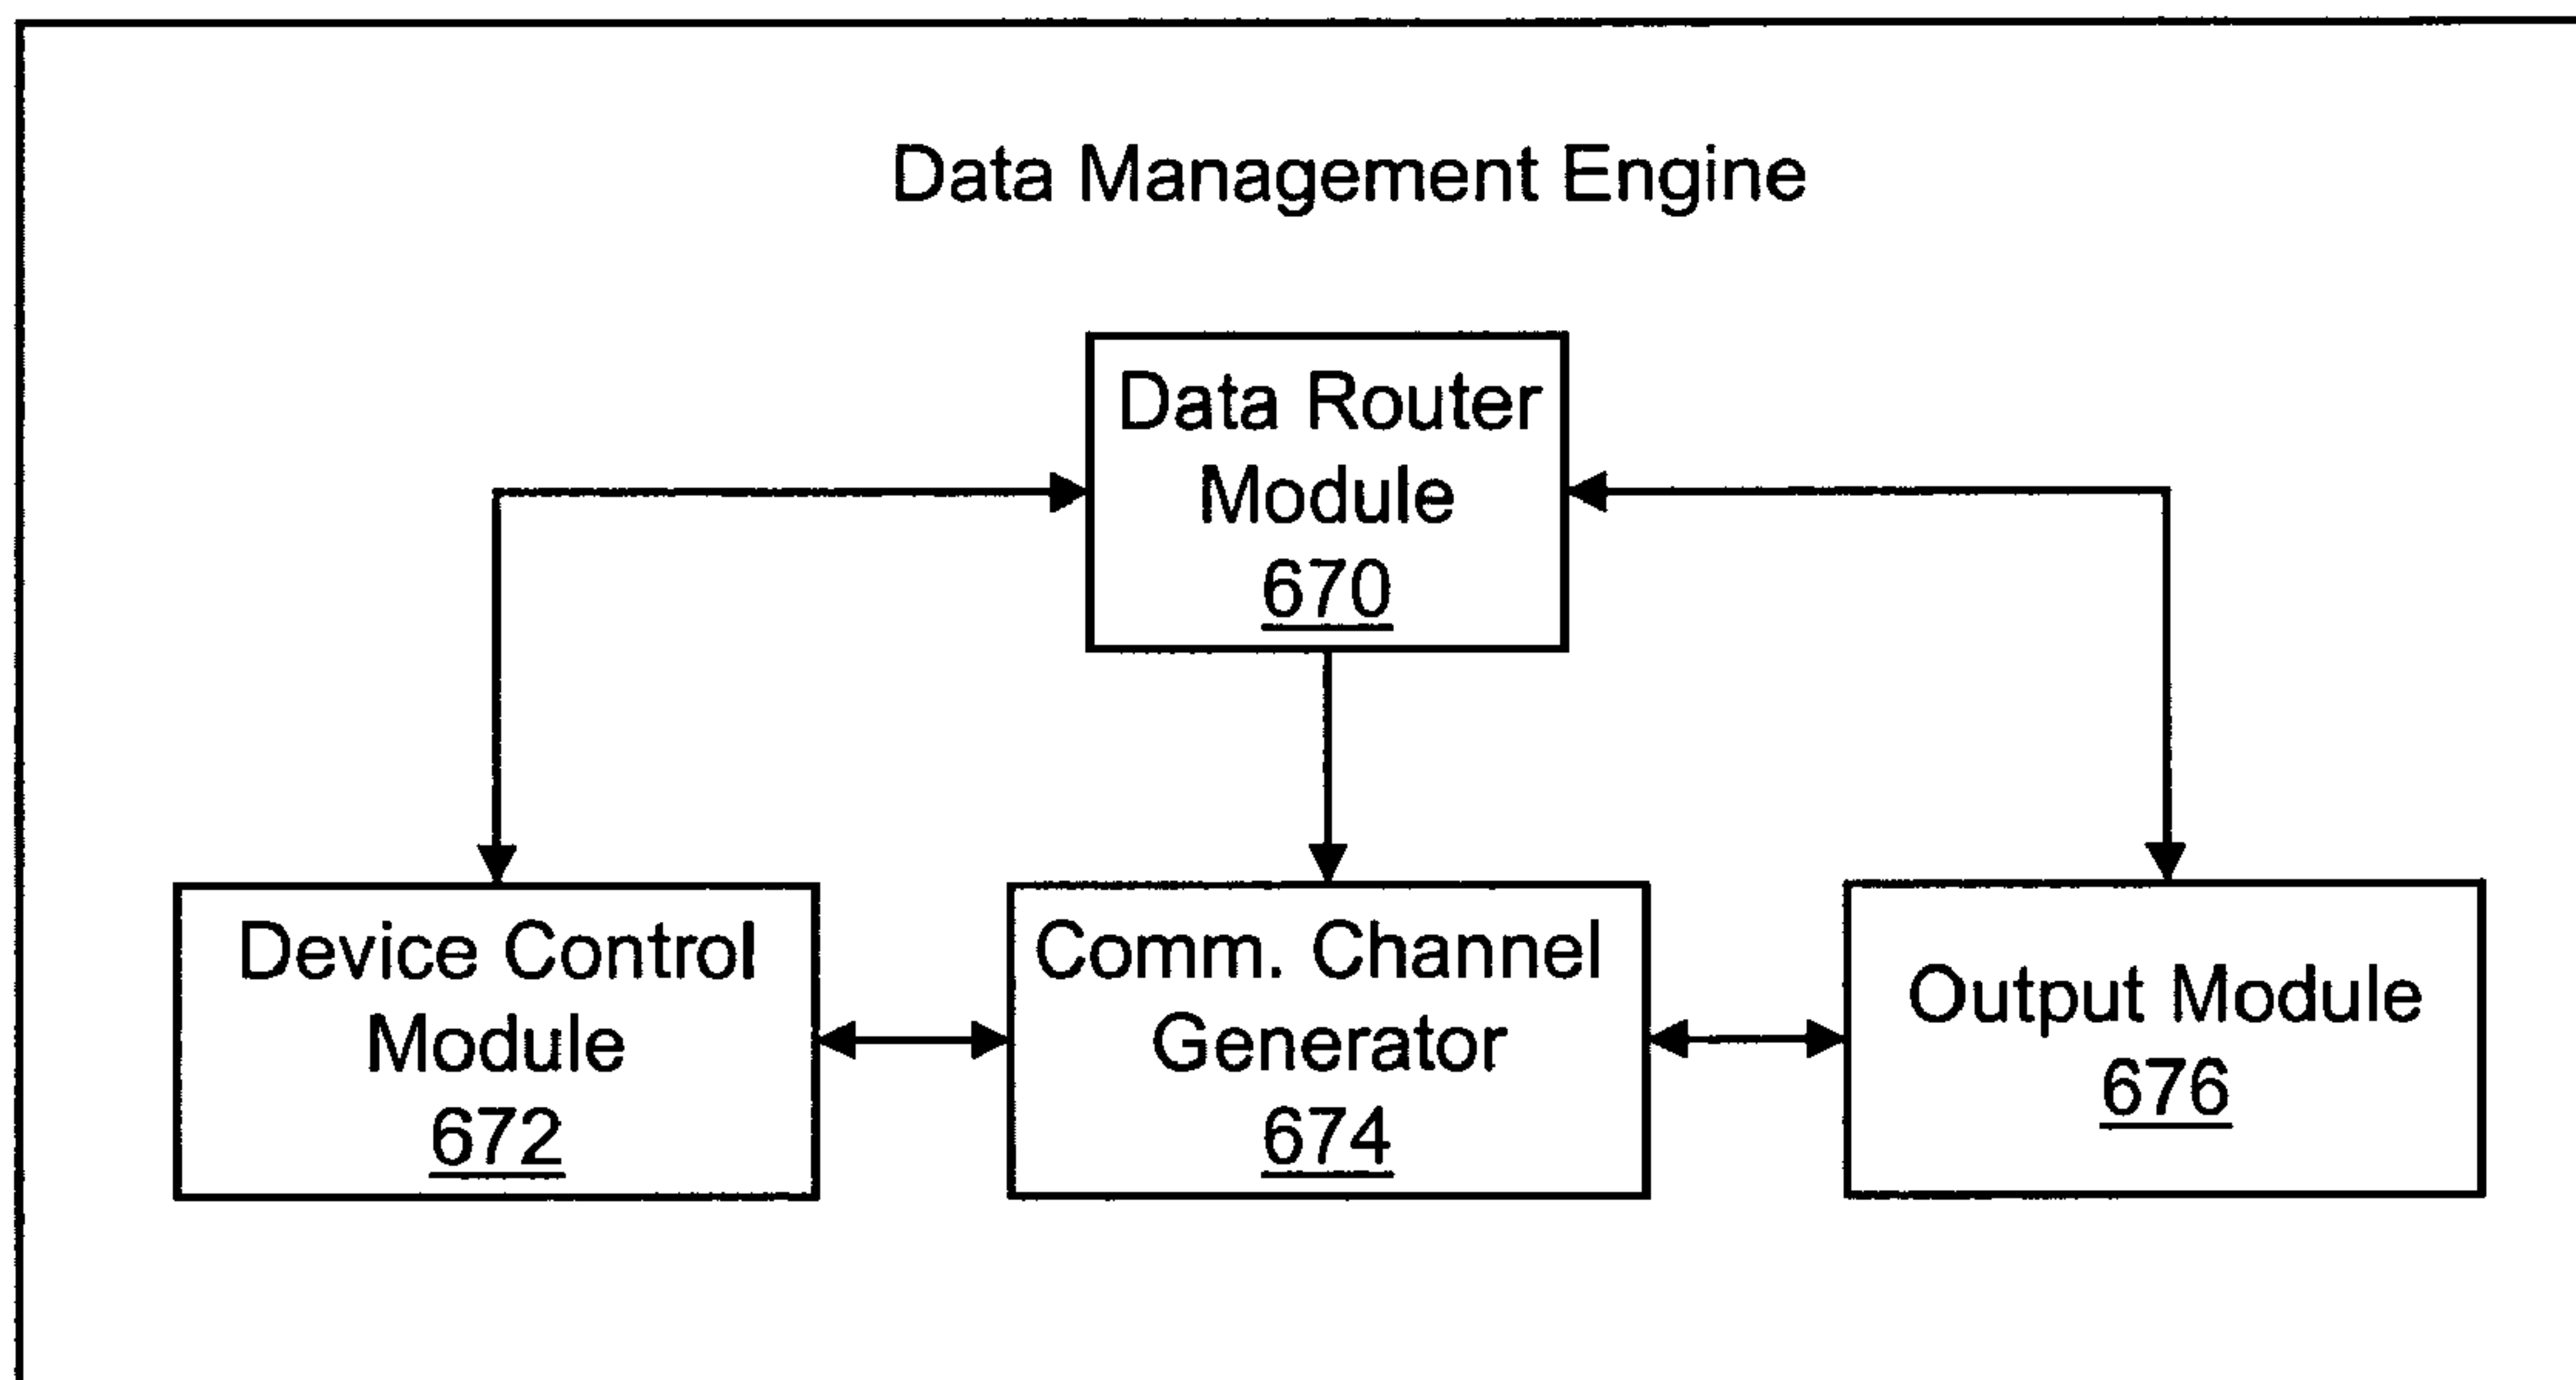 Data Management Engine
Data Router
Module
670
Device Control
Module
672
Comm. Channel
Generator
674
Output Module
676